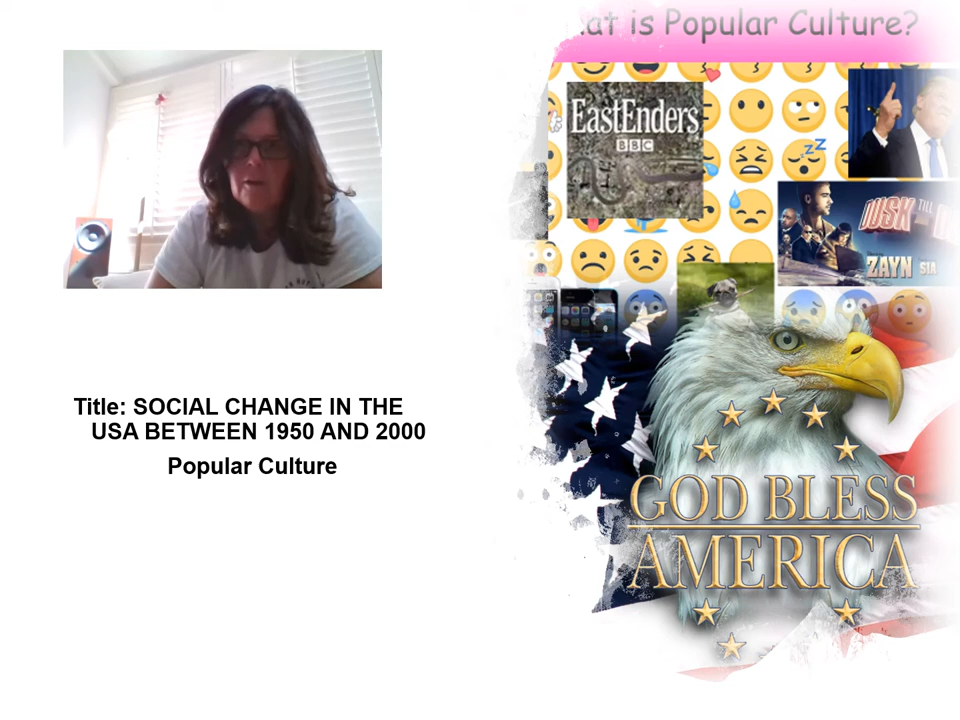 is Popular Culture?
EastEnders
BBC
DUSK TILL
ZAYN SIA
Title: SOCIAL CHANGE IN THE
USA BETWEEN 1950 AND 2000
Popular Culture
GOD BLESS
AMERICA